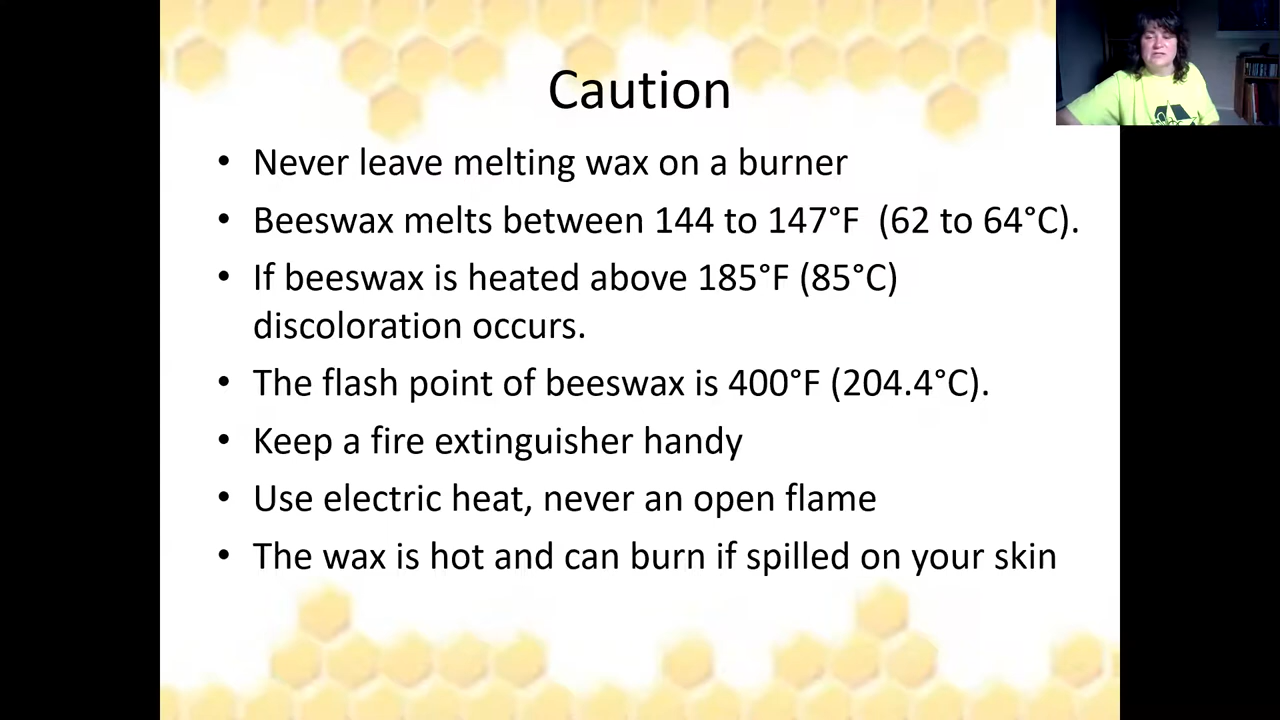 Caution
• Never leave melting wax on a burner
• Beeswax melts between 144 to 147°F  (62 to 64°C).
• If beeswax is heated above 185°F (85°C)
discoloration occurs.
• The flash point of beeswax is 400°F (204.4°C).
• Keep a fire extinguisher handy
• Use electric heat, never an open flame
• The wax is hot and can burn if spilled on your skin